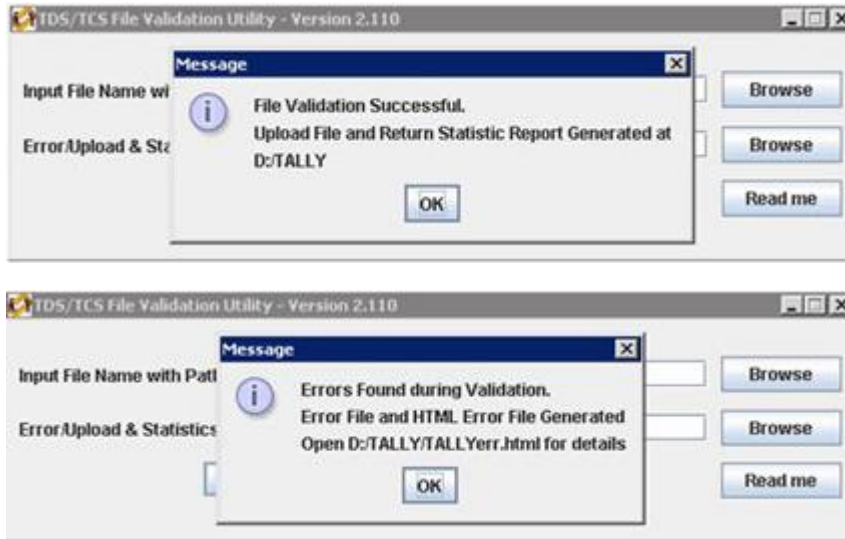 TDS/TCS File Validation Utility - Version 2.110
Message
Input File Name wi
Browse
File Validation Successful.
Upload File and Return Statistic Report Generated at
D:/TALLY
Error/Upload & Sta
Browse
OK
Read me
TDS/TCS File Validation Utility - Version 2.110
Message
Input File Name with Path
Browse
Errors Found during Validation.
Error File and HTML Error File Generated
Open D:/TALLY/TALLYerr.html for details
Error/Upload & Statistics
Browse
OK
Read me